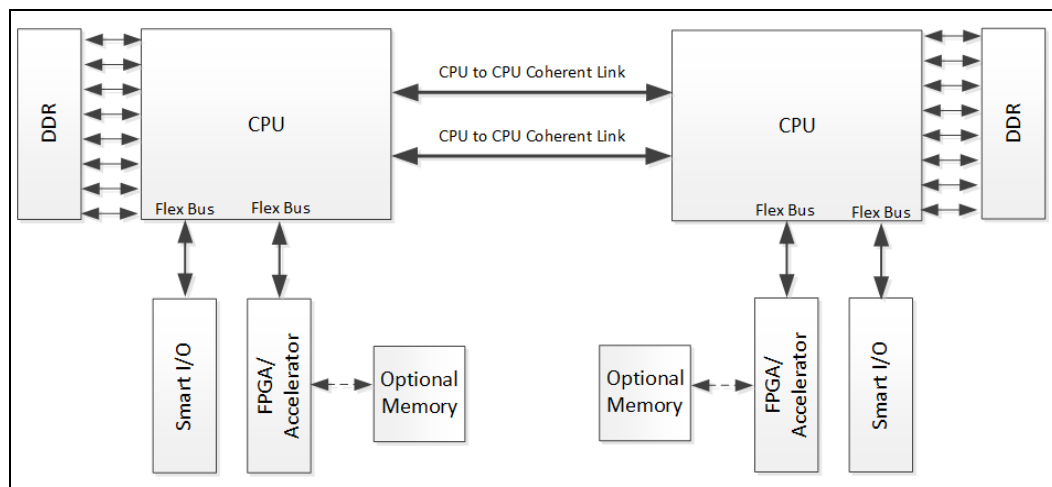 CPU to CPU Coherent Link
DDR
CPU
CPU to CPU Coherent Link
CPU
DDR
Flex Bus
Flex Bus
Flex Bus
Flex Bus
Smart I/O
FPGA/
Accelerator
Optional
Memory
Optional
Memory
FPGA/
Accelerator
Smart I/O